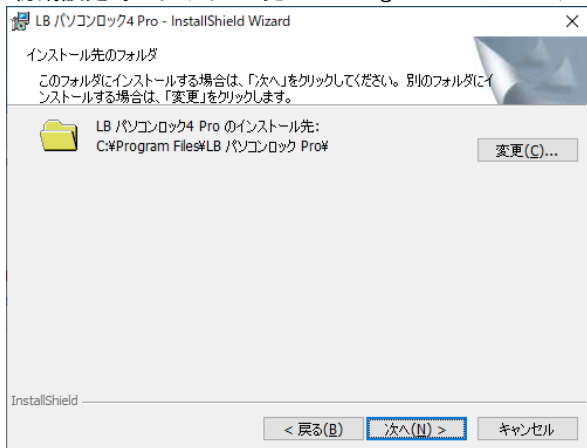 LB パソコンロック4 Pro - InstallShield Wizard
インストール先のフォルダ
このフォルダにインストールする場合は、「次へ」をクリックしてください。別のフォルダにイ
ンストールする場合は、「変更」をクリックします。
LB パソコンロック4 Pro のインストール先:
C:¥Program Files¥LB パソコンロック Pro¥
変更(C)...
InstallShield
< 戻る(B)
次へ(N) >
キャンセル